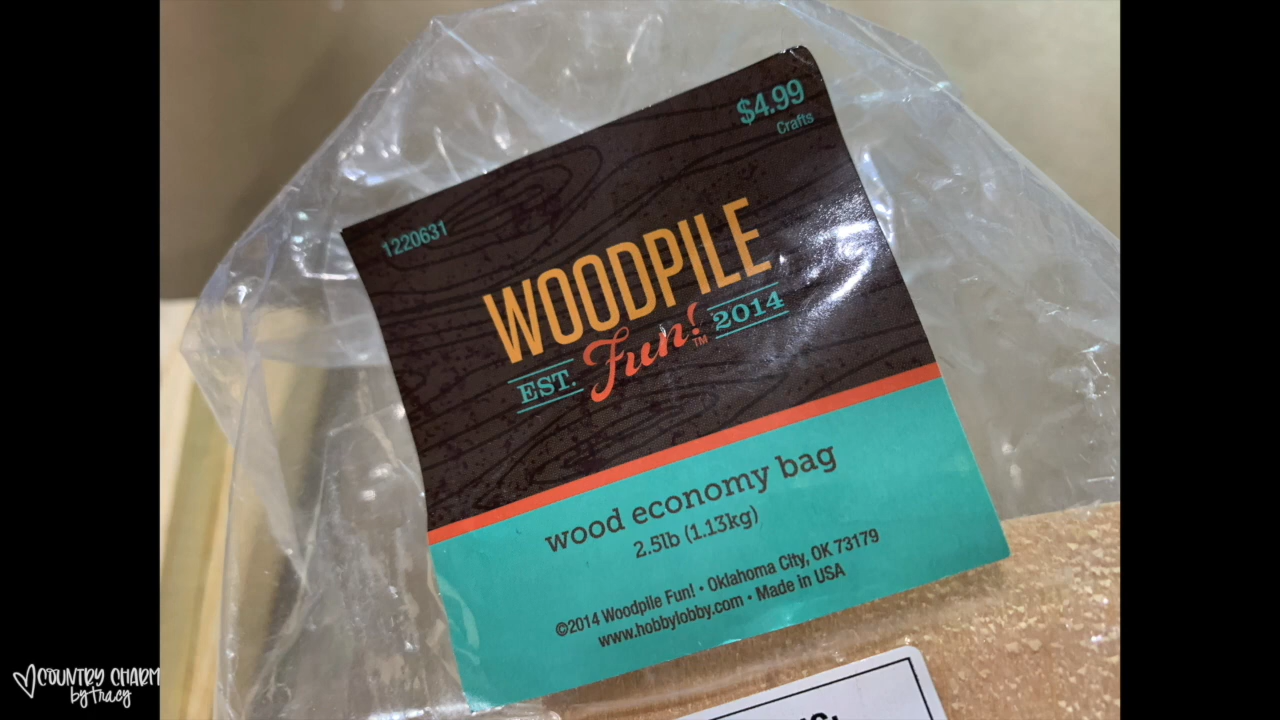 $4.99
Crafts
1220631
WOODPILE
EST. Fun!™ 2014
wood economy bag
2.5lb (1.13kg)
©2014 Woodpile Fun! • Oklahoma City, OK 73179
www.hobbylobby.com • Made in USA
COUNTRY CHARM
by tracy